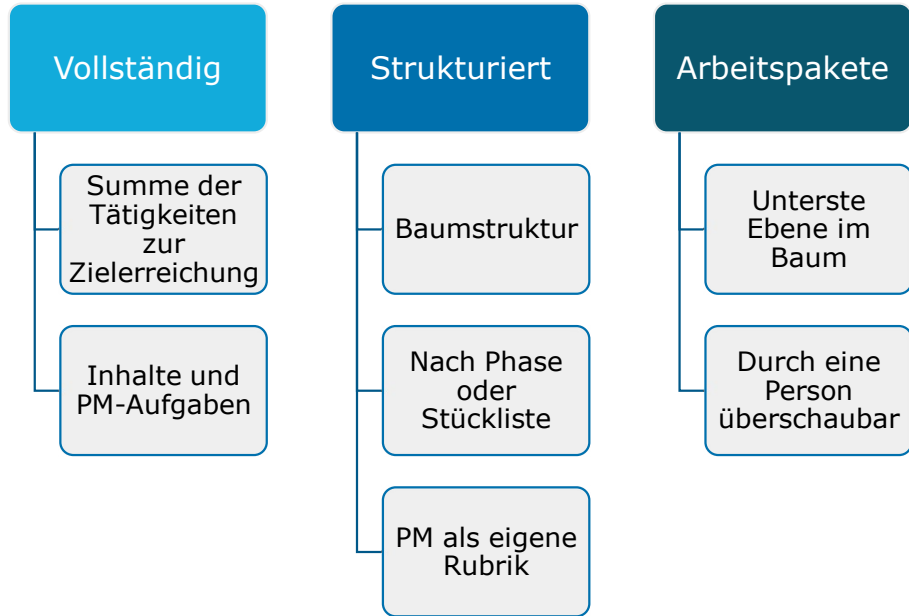 Vollständig
Summe der
Tätigkeiten
zur
Zielerreichung
Inhalte und
PM-Aufgaben
Strukturiert
Baumstruktur
Nach Phase
oder
Stückliste
PM als eigene
Rubrik
Arbeitspakete
Unterste
Ebene im
Baum
Durch eine
Person
überschaubar